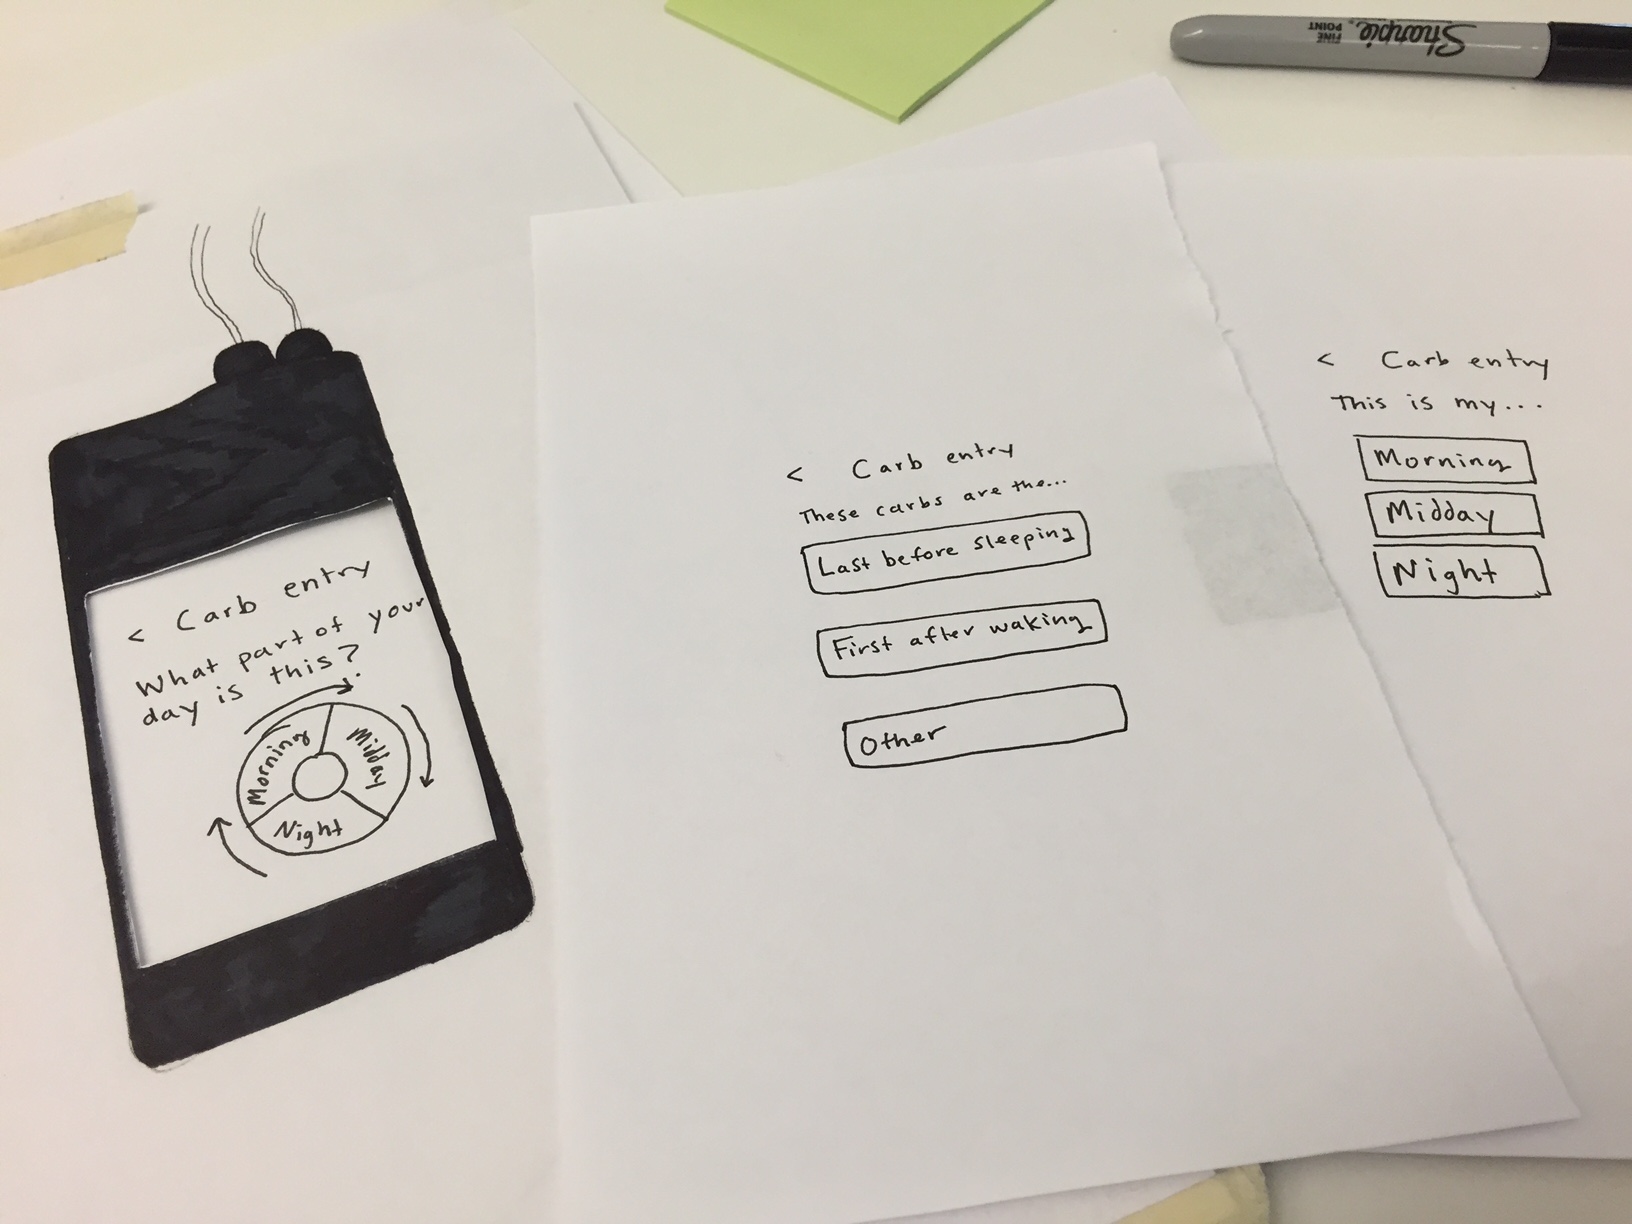 Sharpie
FINE
POINT
< Carb entry
What part of your
day is this?
Morning
Midday
Night
< Carb entry
These carbs are the...
Last before sleeping
First after waking
Other
< Carb entry
This is my...
Morning
Midday
Night